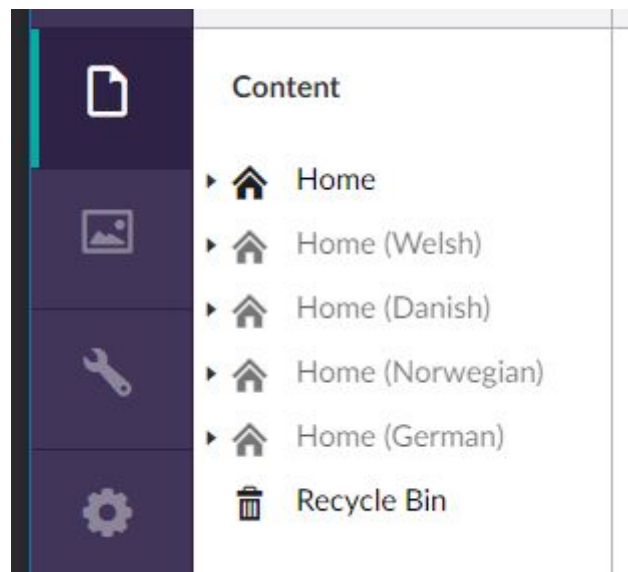 Content
Home
Home (Welsh)
Home (Danish)
Home (Norwegian)
Home (German)
Recycle Bin